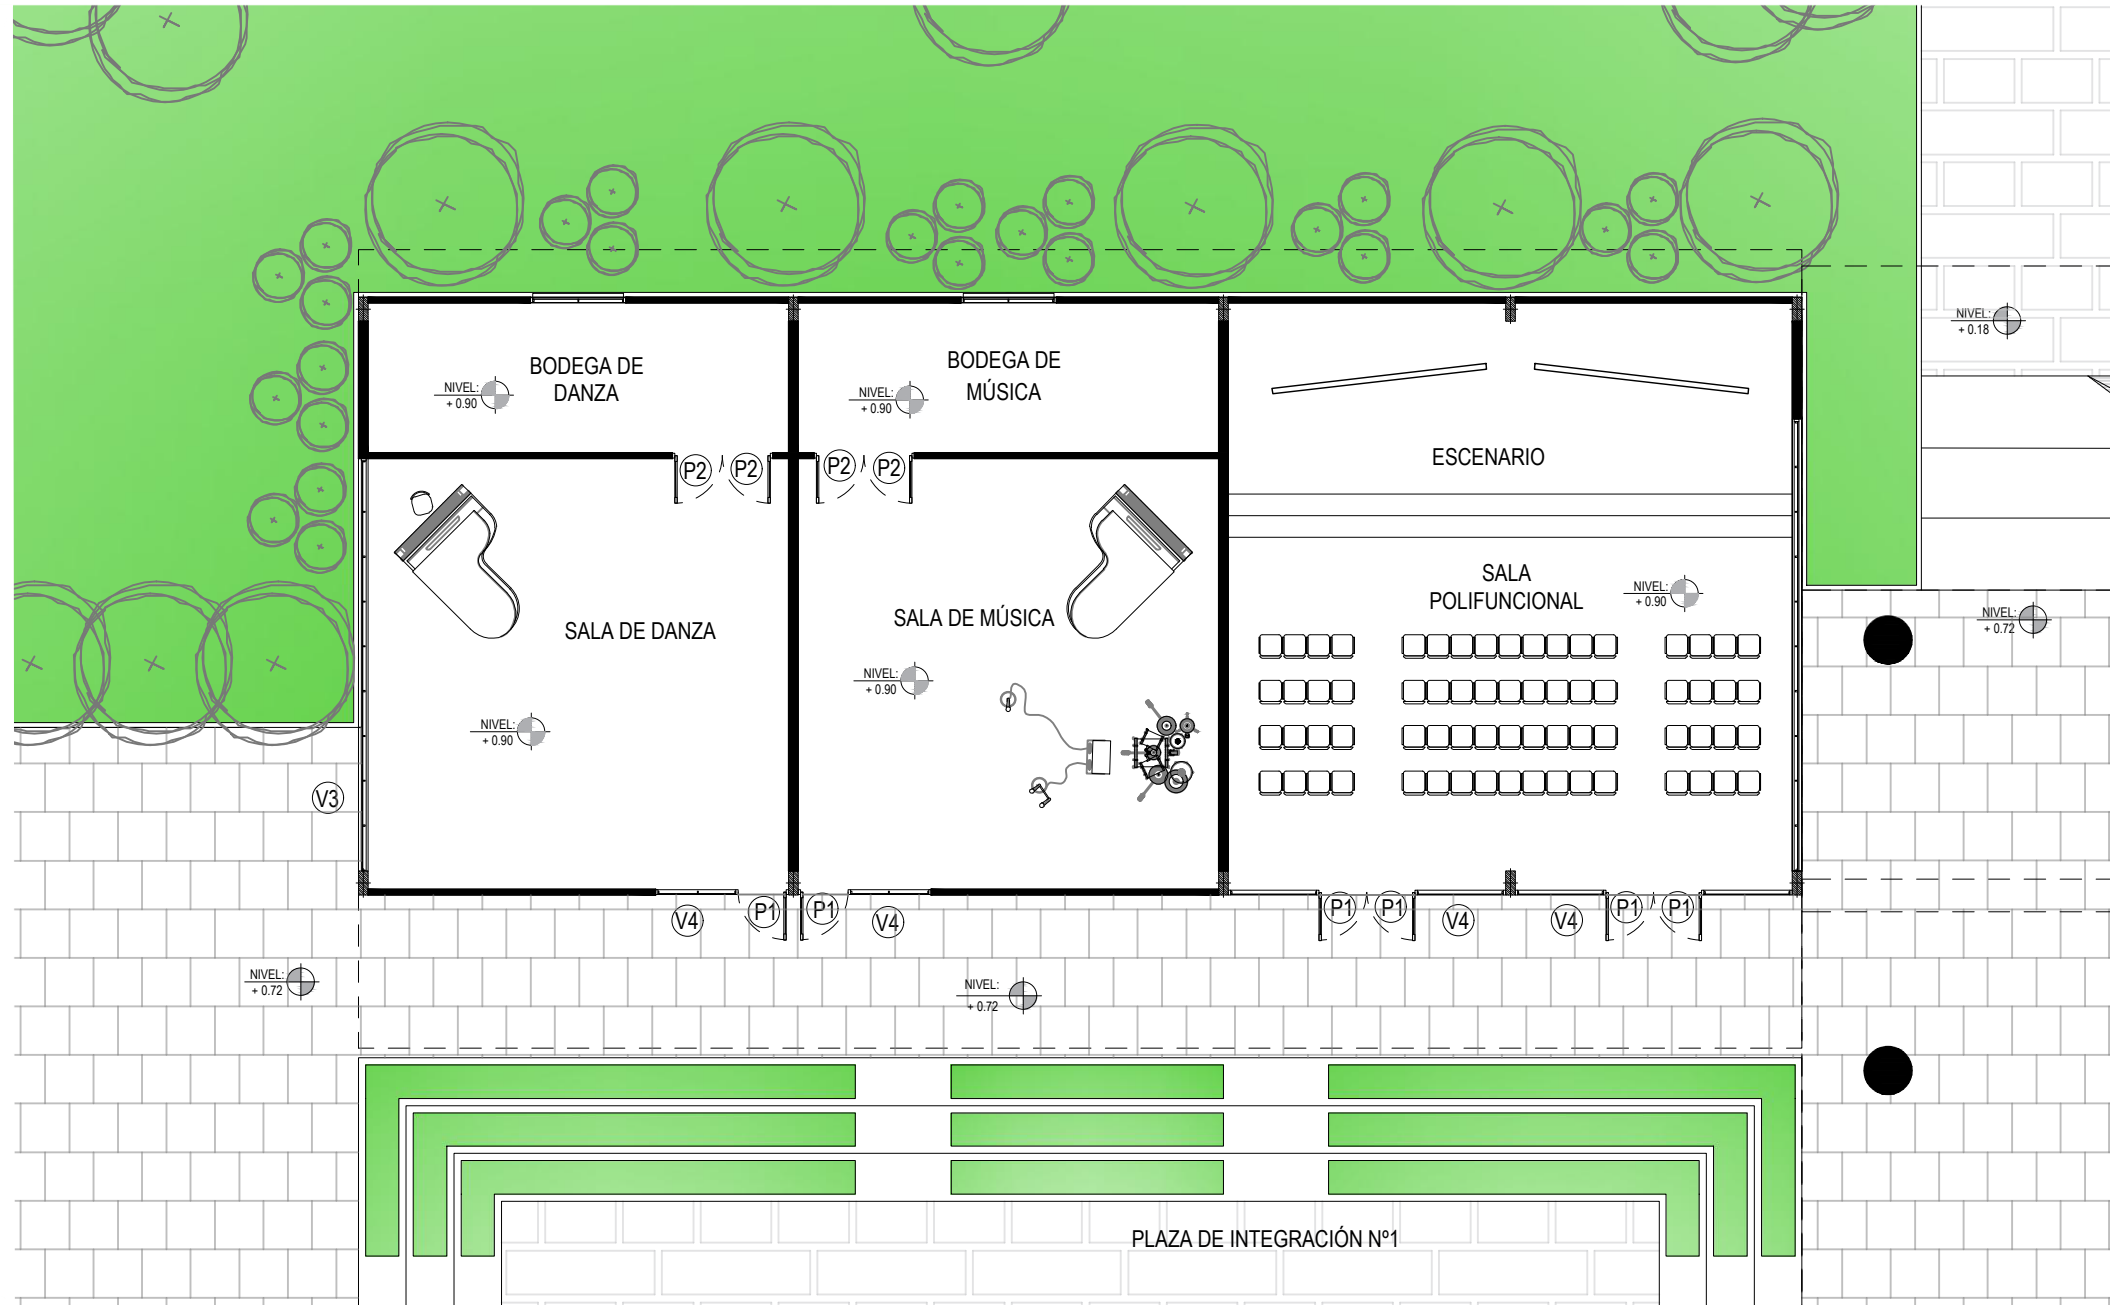 NIVEL:
+ 0.18
BODEGA DE
DANZA
NIVEL:
+ 0.90
BODEGA DE
MÚSICA
NIVEL:
+ 0.90
ESCENARIO
P2
P2
P2
P2
SALA
POLIFUNCIONAL
NIVEL:
+ 0.90
NIVEL:
+ 0.72
SALA DE DANZA
SALA DE MÚSICA
NIVEL:
+ 0.90
NIVEL:
+ 0.90
V3
V4
P1
P1
V4
P1
P1
V4
V4
P1
P1
NIVEL:
+ 0.72
NIVEL:
+ 0.72
PLAZA DE INTEGRACIÓN Nº1